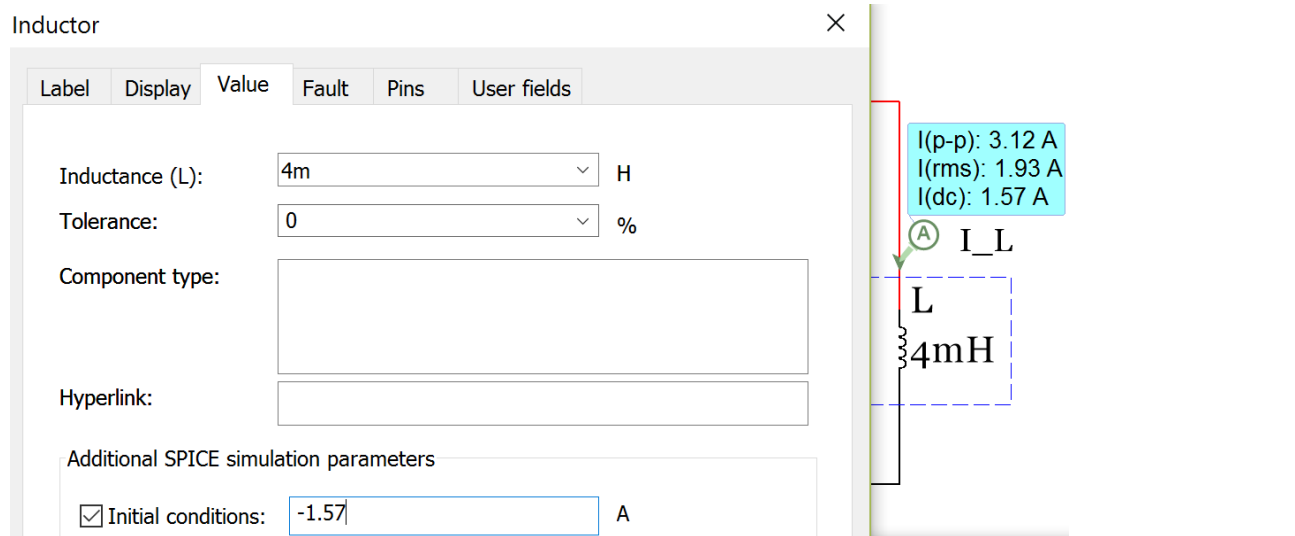 Inductor
Label Display Value Fault Pins User fields
Inductance (L): 4m H
Tolerance: 0 %
Component type:
Hyperlink:
Additional SPICE simulation parameters
Initial conditions: -1.57 A
I(p-p): 3.12 A
I(rms): 1.93 A
I(dc): 1.57 A
A I_L
L
4mH